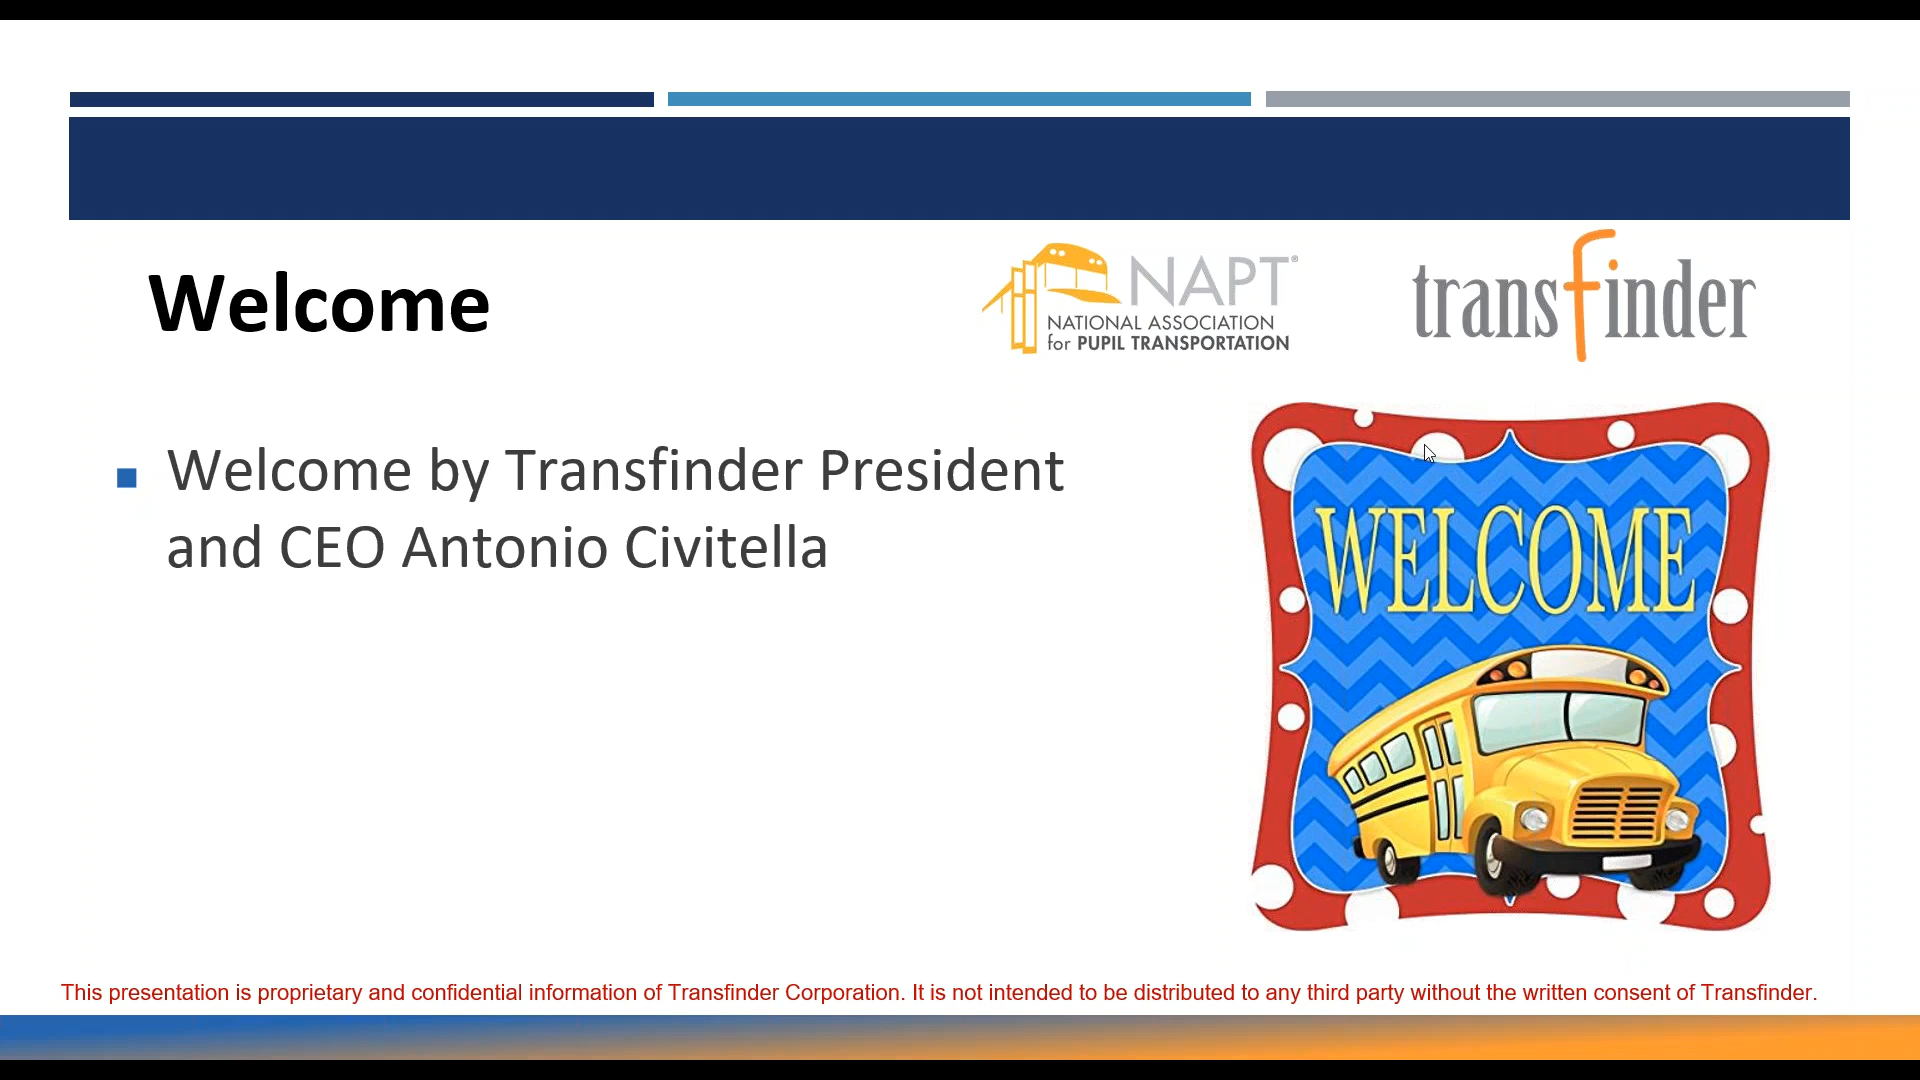 Welcome
NAPT®
NATIONAL ASSOCIATION
for PUPIL TRANSPORTATION
transfinder
Welcome by Transfinder President
and CEO Antonio Civitella
WELCOME
This presentation is proprietary and confidential information of Transfinder Corporation. It is not intended to be distributed to any third party without the written consent of Transfinder.